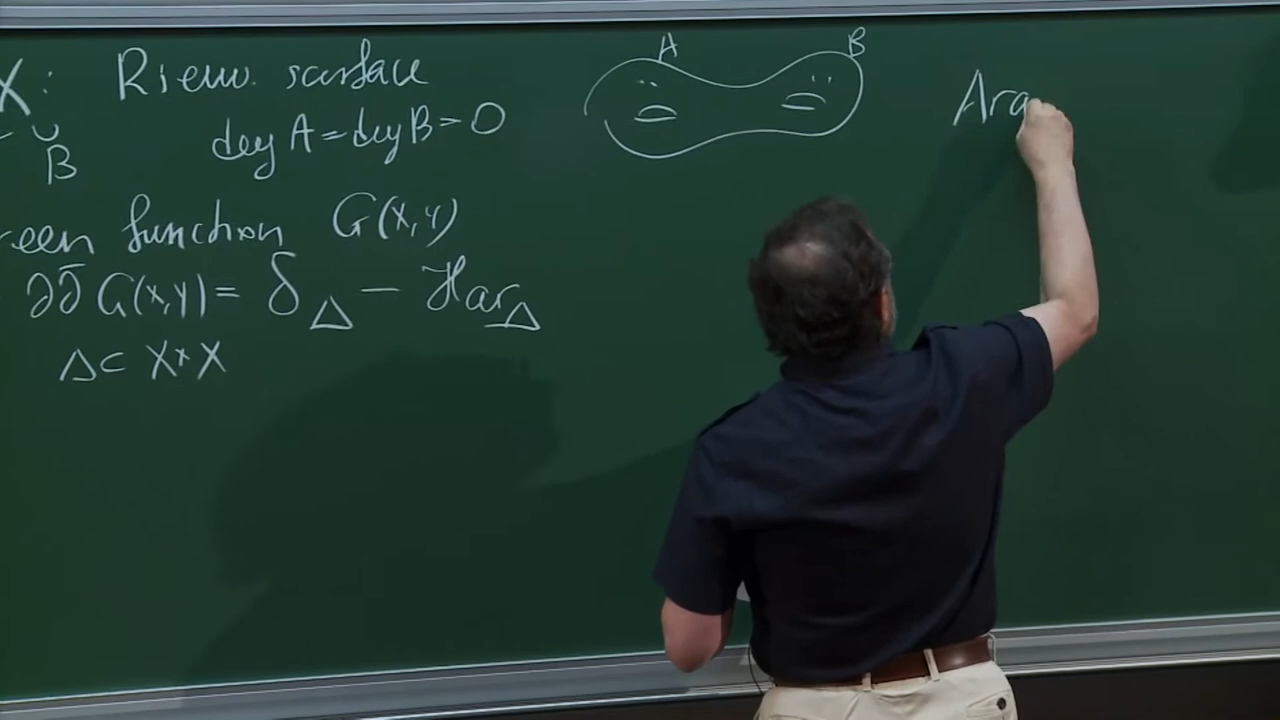 X: Riem. surface
B
deg A = deg B = 0
reen function G(x,y)
∂∂̄ G(x,y) = δ_Δ − Har_Δ
Δ ⊂ X × X
A B
Ara